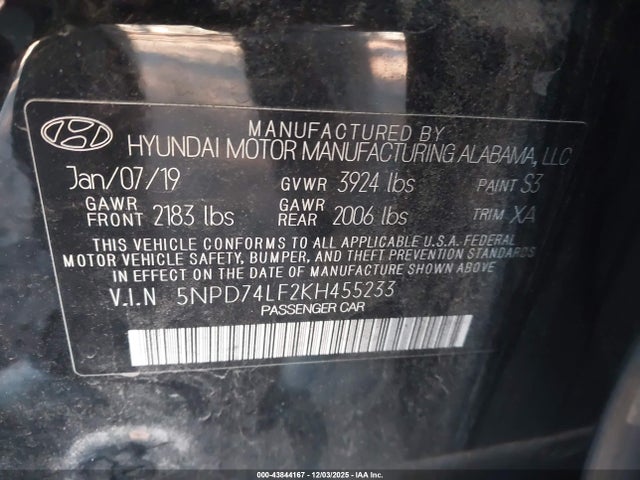 MANUFACTURED BY
HYUNDAI MOTOR MANUFACTURING ALABAMA, LLC
Jan/07/19 GVWR 3924 lbs PAINT S3
GAWR FRONT 2183 lbs GAWR REAR 2006 lbs TRIM XA
THIS VEHICLE CONFORMS TO ALL APPLICABLE U.S.A. FEDERAL
MOTOR VEHICLE SAFETY, BUMPER, AND THEFT PREVENTION STANDARDS
IN EFFECT ON THE DATE OF MANUFACTURE SHOWN ABOVE.
V.I.N 5NPD74LF2KH455233
PASSENGER CAR
000-43844167 - 12/03/2025 - IAA Inc.